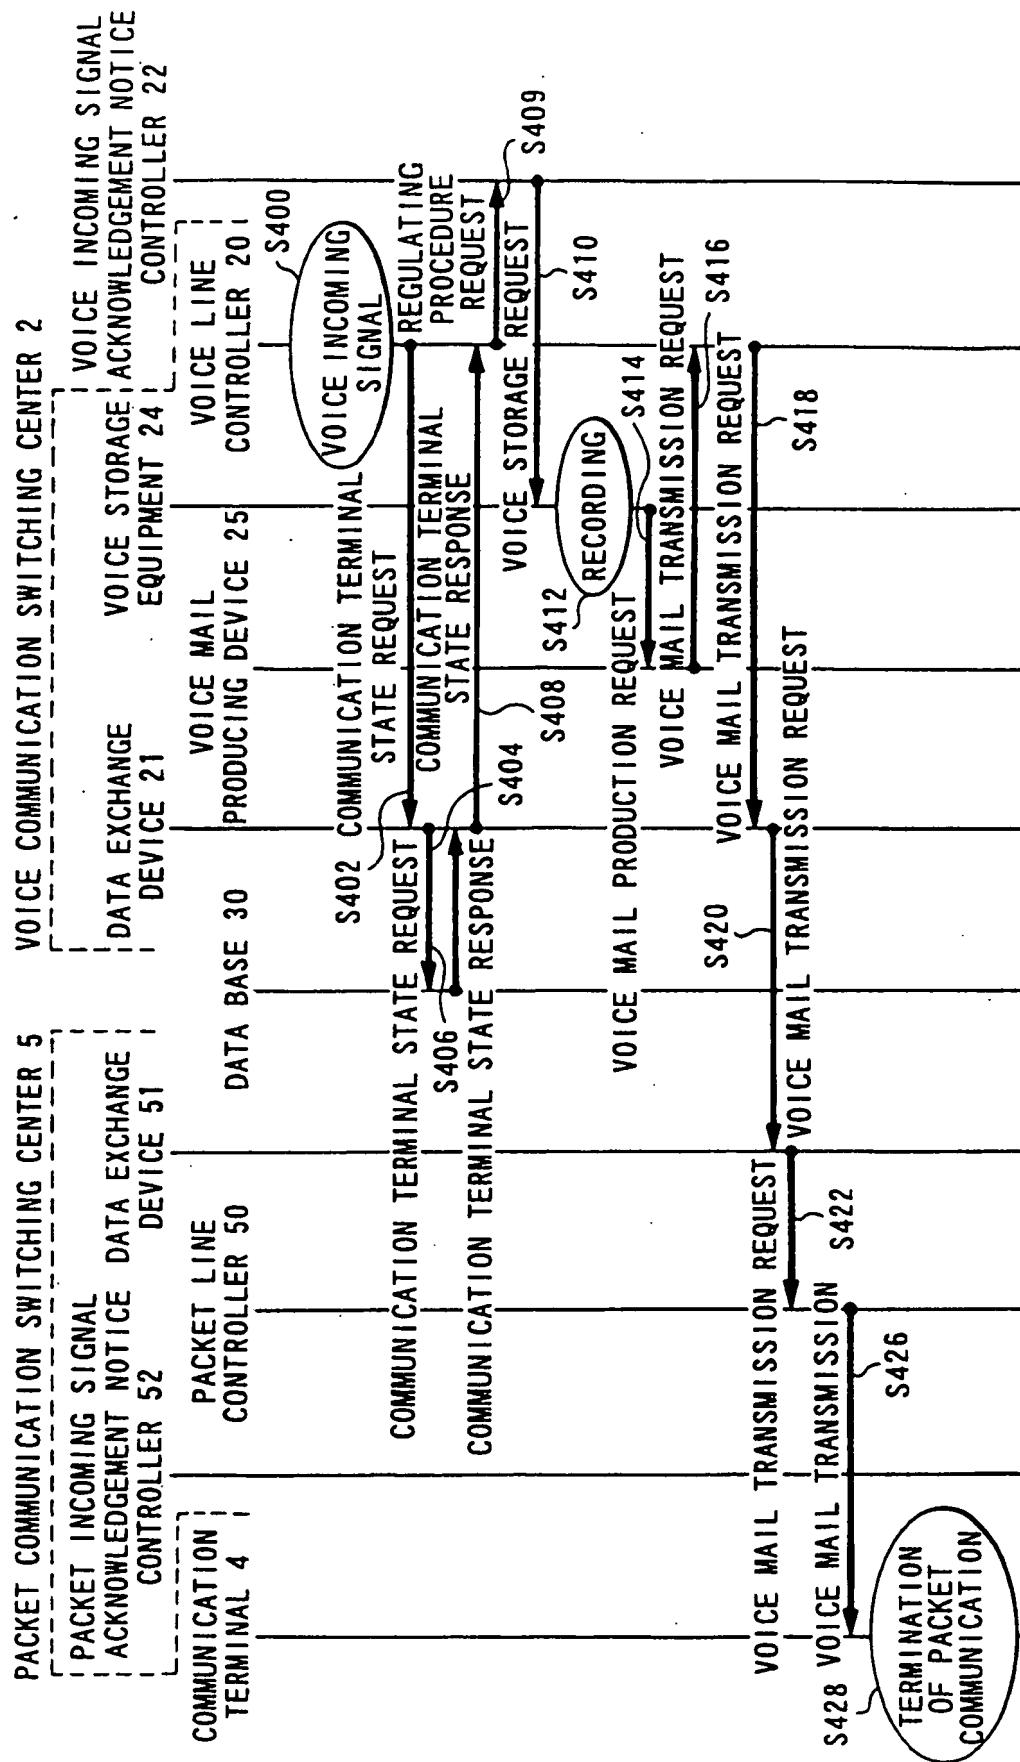 PACKET COMMUNICATION SWITCHING CENTER 5
VOICE COMMUNICATION SWITCHING CENTER 2
PACKET INCOMING SIGNAL
ACKNOWLEDGEMENT NOTICE
CONTROLLER 52
DATA EXCHANGE
DEVICE 51
DATA EXCHANGE
DEVICE 21
VOICE STORAGE
EQUIPMENT 24
VOICE INCOMING SIGNAL
ACKNOWLEDGEMENT NOTICE
CONTROLLER 22
COMMUNICATION
TERMINAL 4
PACKET LINE
CONTROLLER 50
DATA BASE 30
VOICE MAIL
PRODUCING DEVICE 25
VOICE LINE
CONTROLLER 20
S400
VOICE INCOMING
SIGNAL
S402
COMMUNICATION TERMINAL
STATE REQUEST
REGULATING
PROCEDURE
REQUEST
COMMUNICATION TERMINAL STATE REQUEST
S404
S406
COMMUNICATION TERMINAL
STATE RESPONSE
COMMUNICATION TERMINAL STATE RESPONSE
S408
S409
VOICE STORAGE REQUEST
S410
S412
RECORDING
VOICE MAIL PRODUCTION REQUEST
S414
VOICE MAIL TRANSMISSION REQUEST
S416
VOICE MAIL TRANSMISSION REQUEST
S418
S420
VOICE MAIL TRANSMISSION REQUEST
VOICE MAIL TRANSMISSION REQUEST
S422
VOICE MAIL TRANSMISSION
S426
S428
TERMINATION
OF PACKET
COMMUNICATION